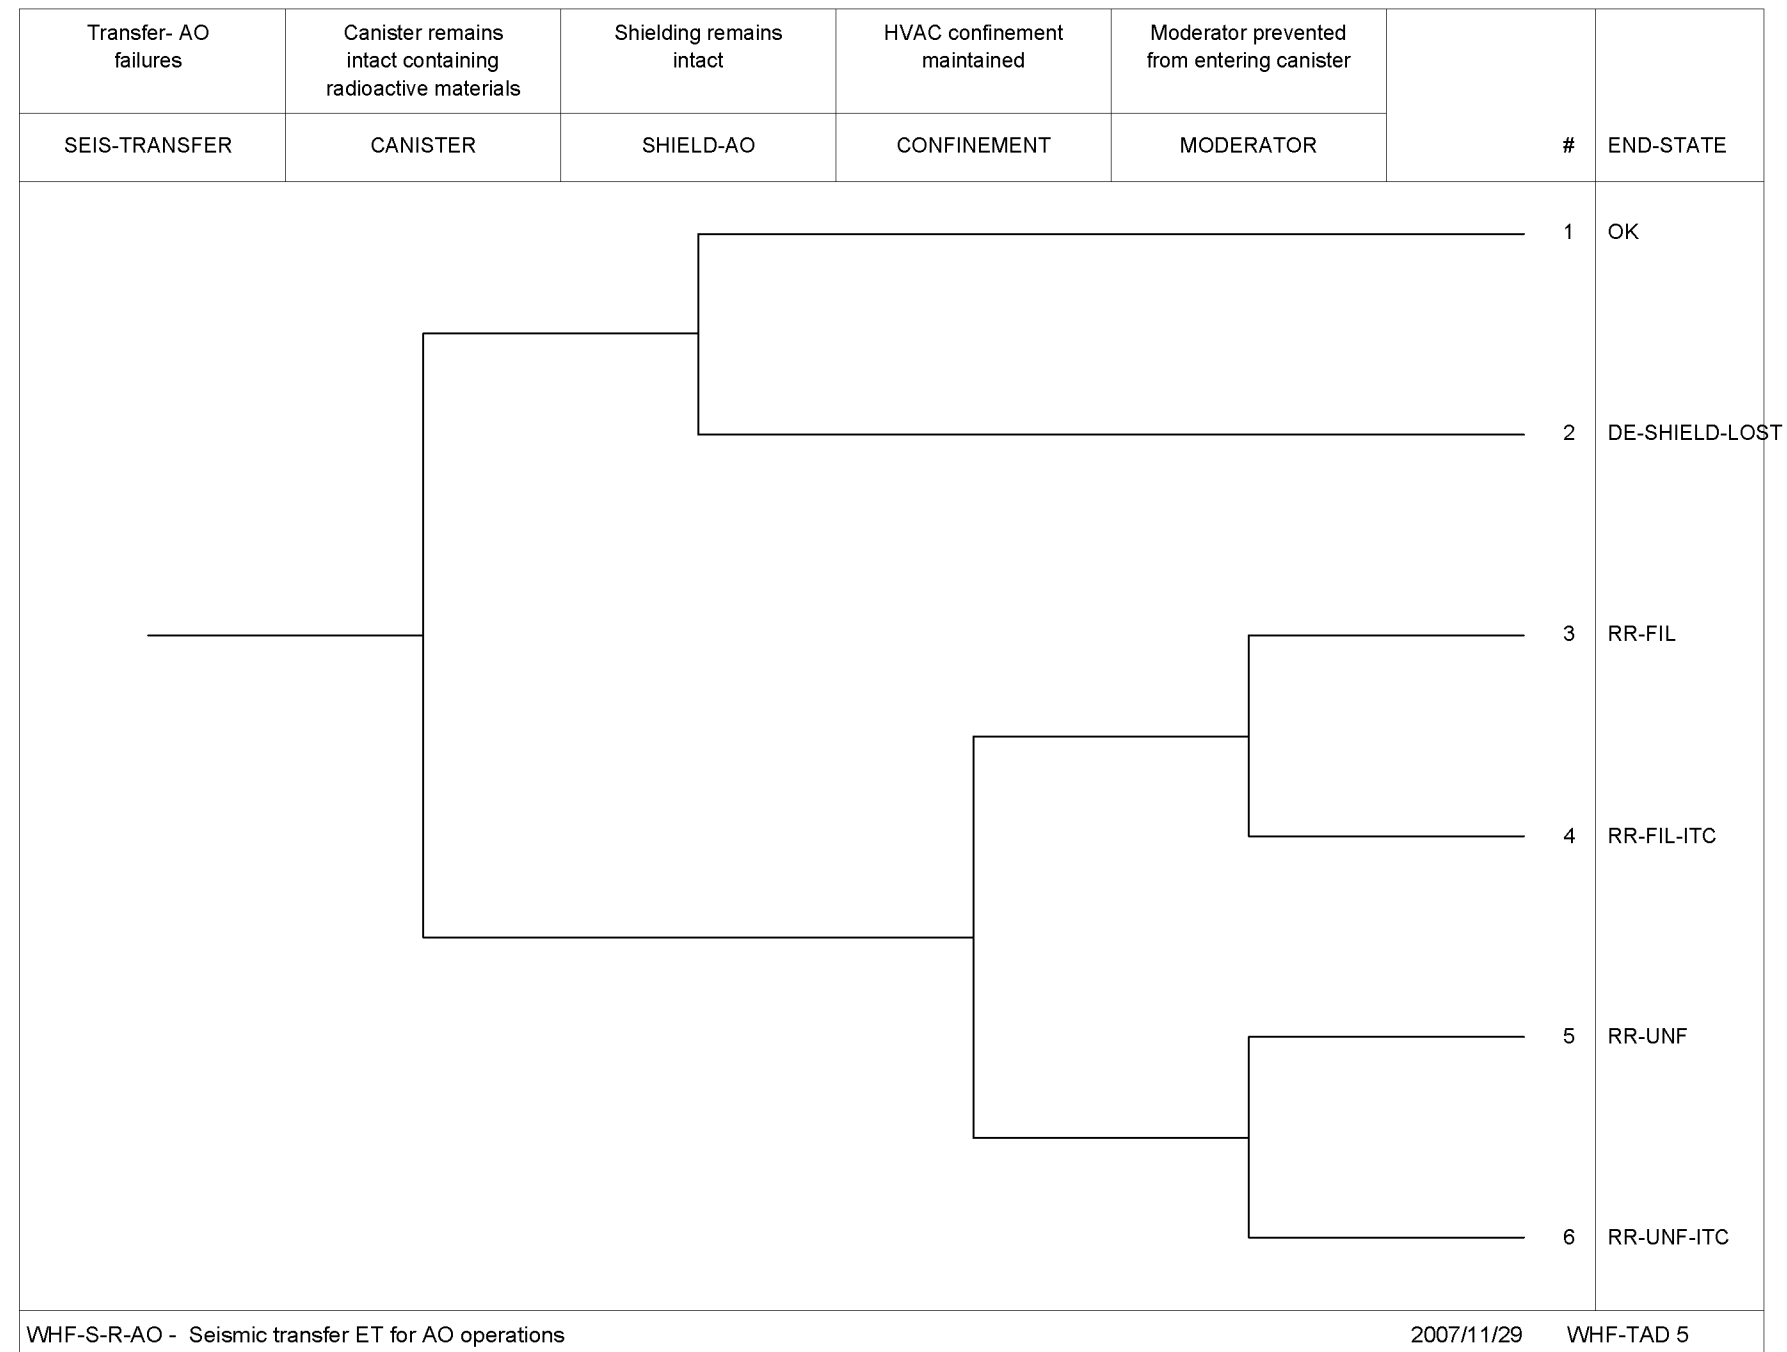 Transfer- AO
failures
Canister remains
intact containing
radioactive materials
Shielding remains
intact
HVAC confinement
maintained
Moderator prevented
from entering canister
SEIS-TRANSFER
CANISTER
SHIELD-AO
CONFINEMENT
MODERATOR
#
END-STATE
1 OK
2 DE-SHIELD-LOST
3 RR-FIL
4 RR-FIL-ITC
5 RR-UNF
6 RR-UNF-ITC
WHF-S-R-AO - Seismic transfer ET for AO operations
2007/11/29
WHF-TAD 5